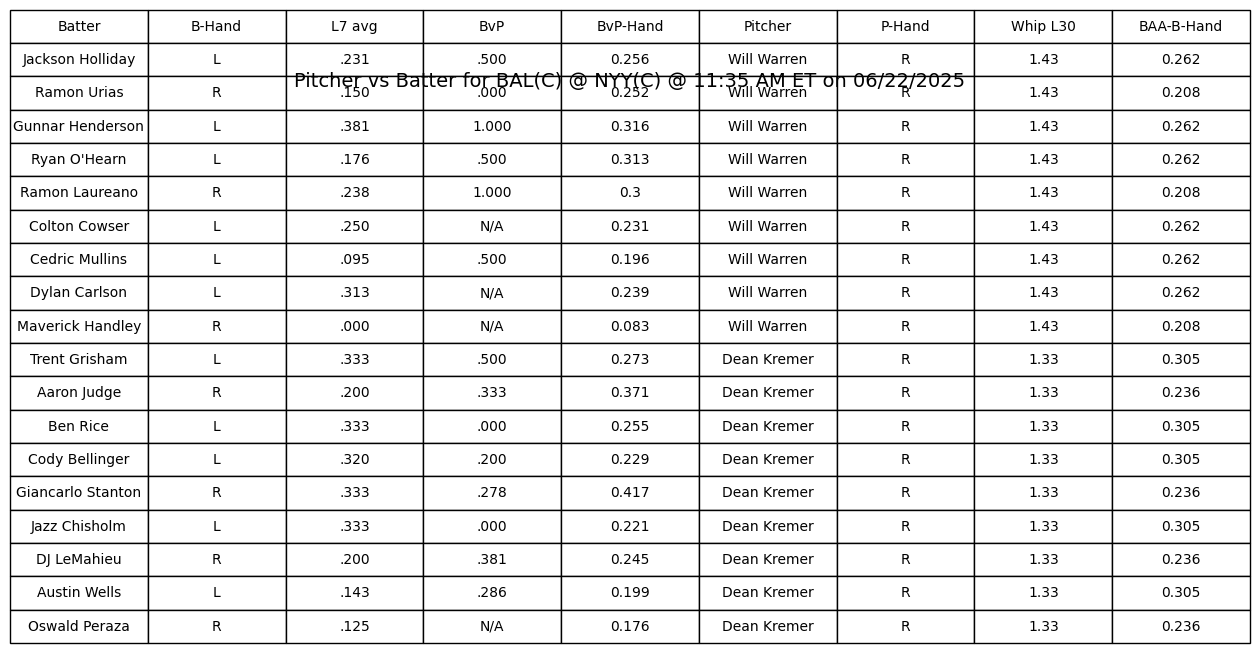 Batter B-Hand L7 avg BvP BvP-Hand Pitcher P-Hand Whip L30 BAA-B-Hand
Jackson Holliday L .231 .500 0.256 Will Warren R 1.43 0.262
Pitcher vs Batter for BAL(C) @ NYY(C) @ 11:35 AM ET on 06/22/2025
Ramon Urias R .150 .000 0.252 Will Warren R 1.43 0.208
Gunnar Henderson L .381 1.000 0.316 Will Warren R 1.43 0.262
Ryan O'Hearn L .176 .500 0.313 Will Warren R 1.43 0.262
Ramon Laureano R .238 1.000 0.3 Will Warren R 1.43 0.208
Colton Cowser L .250 N/A 0.231 Will Warren R 1.43 0.262
Cedric Mullins L .095 .500 0.196 Will Warren R 1.43 0.262
Dylan Carlson L .313 N/A 0.239 Will Warren R 1.43 0.262
Maverick Handley R .000 N/A 0.083 Will Warren R 1.43 0.208
Trent Grisham L .333 .500 0.273 Dean Kremer R 1.33 0.305
Aaron Judge R .200 .333 0.371 Dean Kremer R 1.33 0.236
Ben Rice L .333 .000 0.255 Dean Kremer R 1.33 0.305
Cody Bellinger L .320 .200 0.229 Dean Kremer R 1.33 0.305
Giancarlo Stanton R .333 .278 0.417 Dean Kremer R 1.33 0.236
Jazz Chisholm L .333 .000 0.221 Dean Kremer R 1.33 0.305
DJ LeMahieu R .200 .381 0.245 Dean Kremer R 1.33 0.236
Austin Wells L .143 .286 0.199 Dean Kremer R 1.33 0.305
Oswald Peraza R .125 N/A 0.176 Dean Kremer R 1.33 0.236